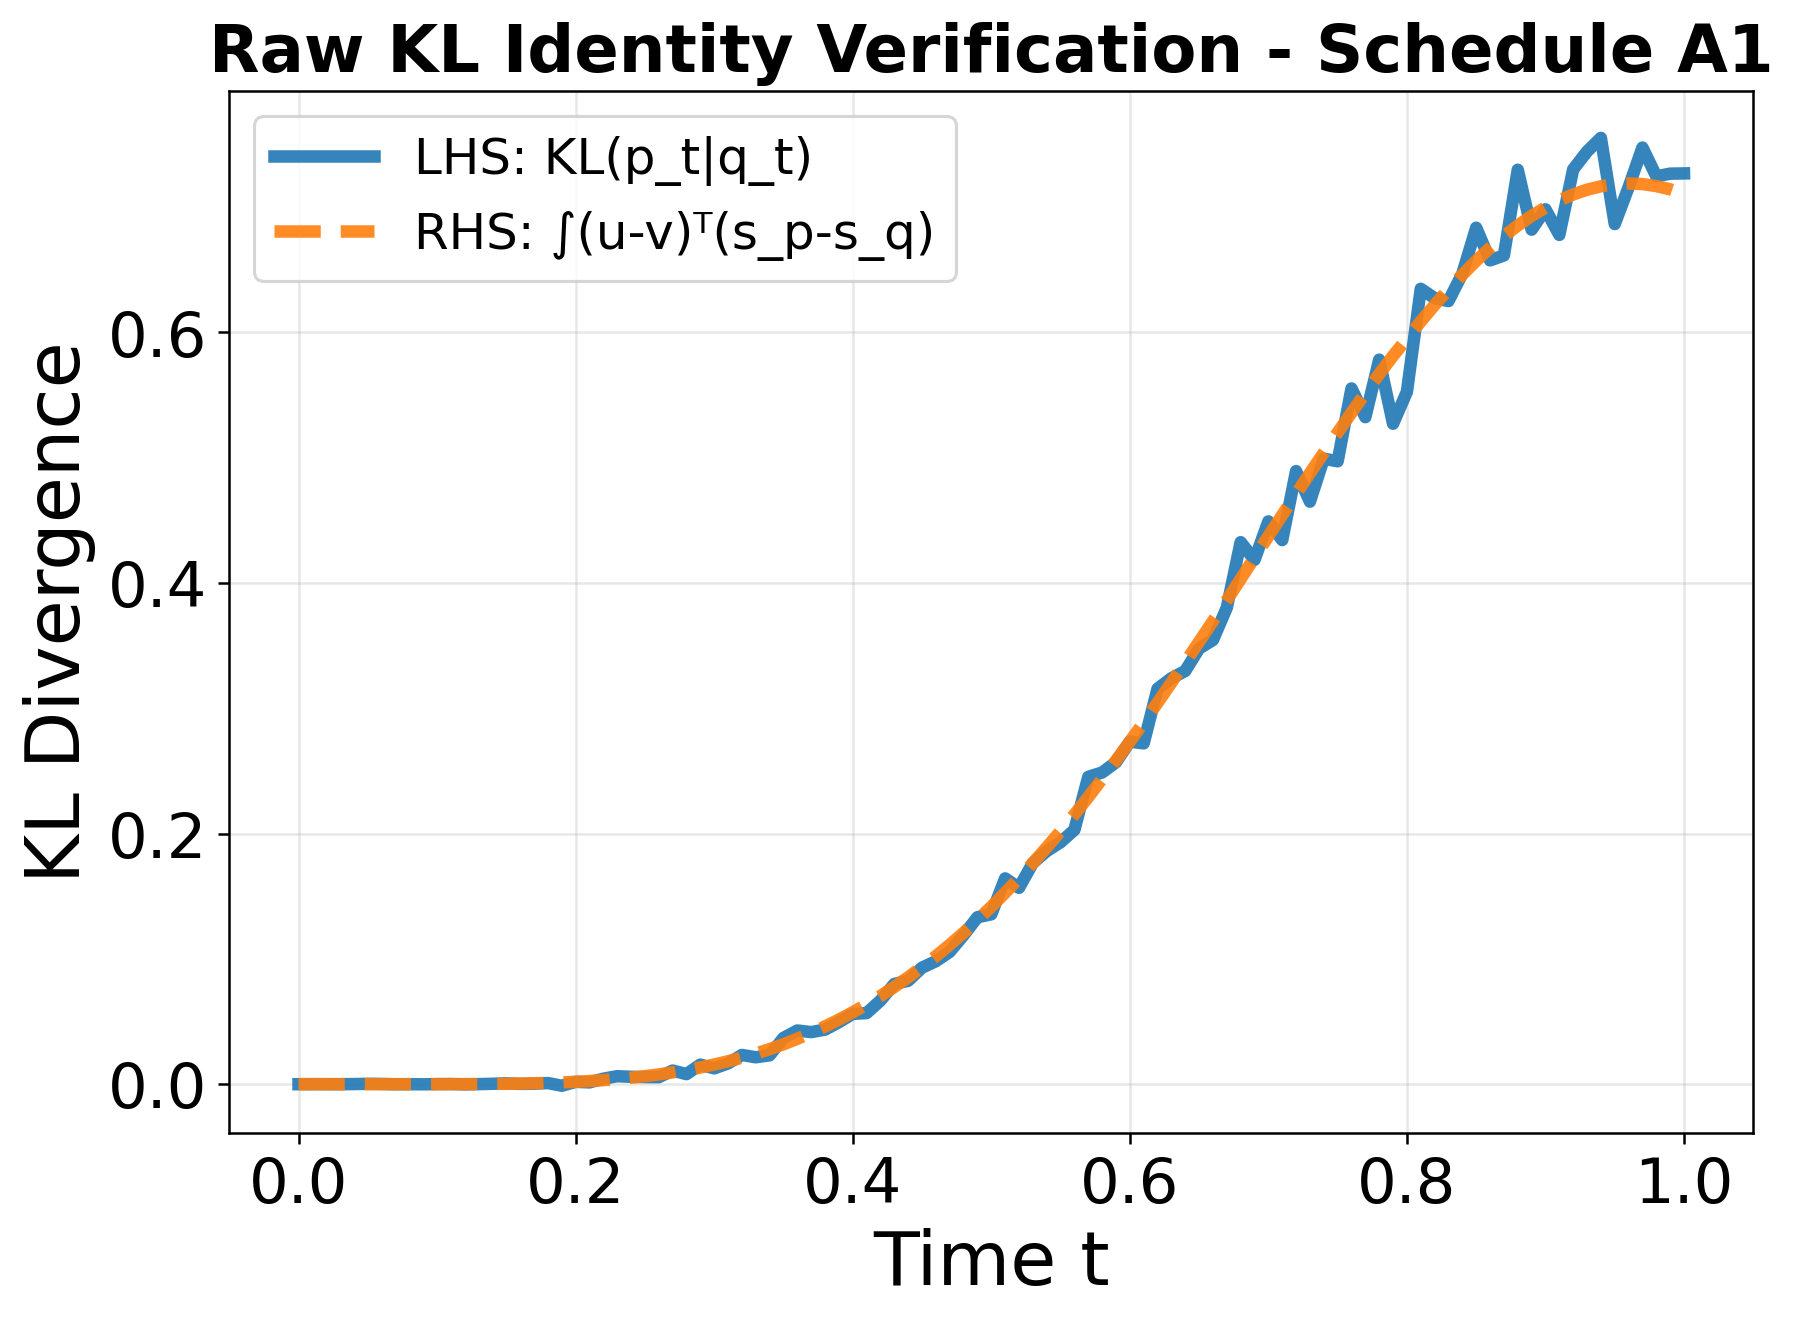 Raw KL Identity Verification - Schedule A1
LHS: KL(p_t|q_t)
RHS: ∫(u-v)ᵀ(s_p-s_q)
KL Divergence
0.6
0.4
0.2
0.0
0.0 0.2 0.4 0.6 0.8 1.0
Time t